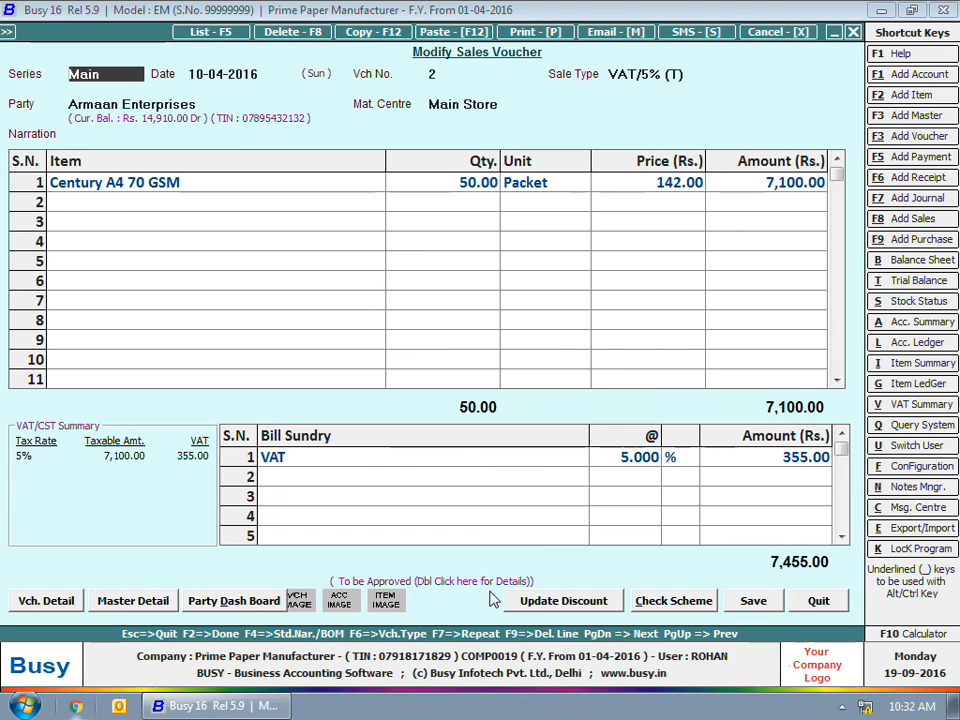 Busy 16 Rel 5.9 | Model : EM (S.No. 99999999) | Prime Paper Manufacturer - F.Y. From 01-04-2016
>> List - F5 Delete - F8 Copy - F12 Paste - [F12] Print - [P] Email - [M] SMS - [S] Cancel - [X]
Modify Sales Voucher
Series Main Date 10-04-2016 (Sun) Vch No. 2 Sale Type VAT/5% (T)
Party Armaan Enterprises Mat. Centre Main Store
( Cur. Bal. : Rs. 14,910.00 Dr ) ( TIN : 07895432132 )
Narration
S.N. Item Qty. Unit Price (Rs.) Amount (Rs.)
1 Century A4 70 GSM 50.00 Packet 142.00 7,100.00
2
3
4
5
6
7
8
9
10
11
50.00 7,100.00
VAT/CST Summary
Tax Rate Taxable Amt. VAT
5% 7,100.00 355.00
S.N. Bill Sundry @ Amount (Rs.)
1 VAT 5.000 % 355.00
2
3
4
5
7,455.00
( To be Approved (Dbl Click here for Details))
Vch. Detail Master Detail Party Dash Board VCH IMAGE ACC IMAGE ITEM IMAGE Update Discount Check Scheme Save Quit
Esc=>Quit F2=>Done F4=>Std.Nar./BOM F6=>Vch.Type F7=>Repeat F9=>Del. Line PgDn => Next PgUp => Prev
Busy
Company : Prime Paper Manufacturer - ( TIN : 07918171829 ) COMP0019 ( F.Y. From 01-04-2016 ) - User : ROHAN
BUSY - Business Accounting Software ; (c) Busy Infotech Pvt. Ltd., Delhi ; www.busy.in
Your
Company
Logo
Shortcut Keys
F1 Help
F1 Add Account
F2 Add Item
F3 Add Master
F3 Add Voucher
F5 Add Payment
F6 Add Receipt
F7 Add Journal
F8 Add Sales
F9 Add Purchase
B Balance Sheet
T Trial Balance
S Stock Status
A Acc. Summary
L Acc. Ledger
I Item Summary
G Item LedGer
V VAT Summary
Q Query System
U Switch User
F ConFiguration
N Notes Mngr.
C Msg. Centre
E Export/Import
K LocK Program
Underlined (_) keys
to be used with
Alt/Ctrl Key
F10 Calculator
Monday
19-09-2016
Busy 16 Rel 5.9 | M...
10:32 AM